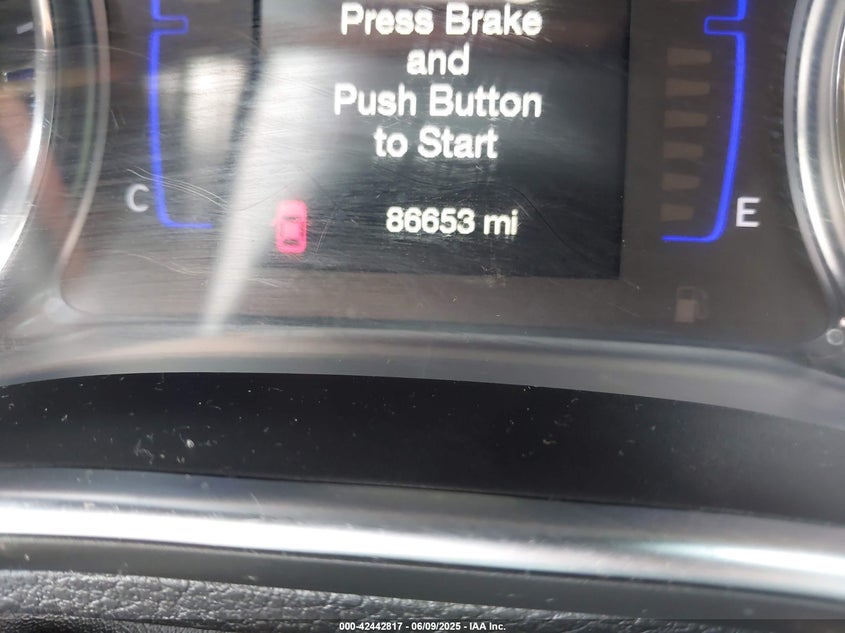 Press Brake
and
Push Button
to Start
C
86653 mi
E
000-42442817 - 06/09/2025 - IAA Inc.